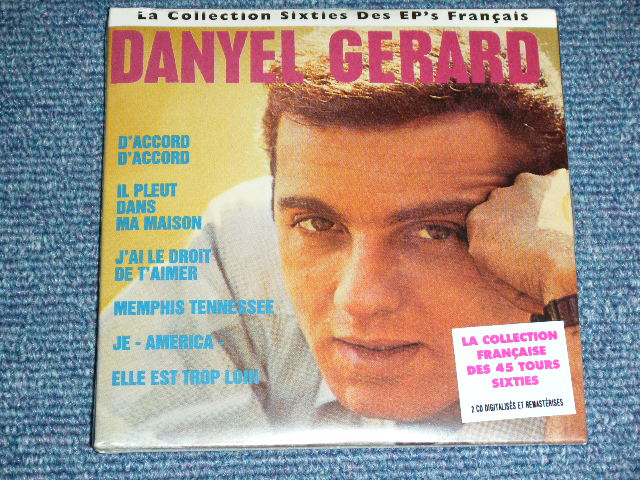 La Collection Sixties Des EP's Français
DANYEL GERARD
D'ACCORD
D'ACCORD
IL PLEUT
DANS
MA MAISON
J'AI LE DROIT
DE T'AIMER
MEMPHIS TENNESSEE
JE - AMERICA -
ELLE EST TROP LOIN
LA COLLECTION
FRANÇAISE
DES 45 TOURS
SIXTIES
2 CD DIGITALISÉS ET REMASTÉRISÉS